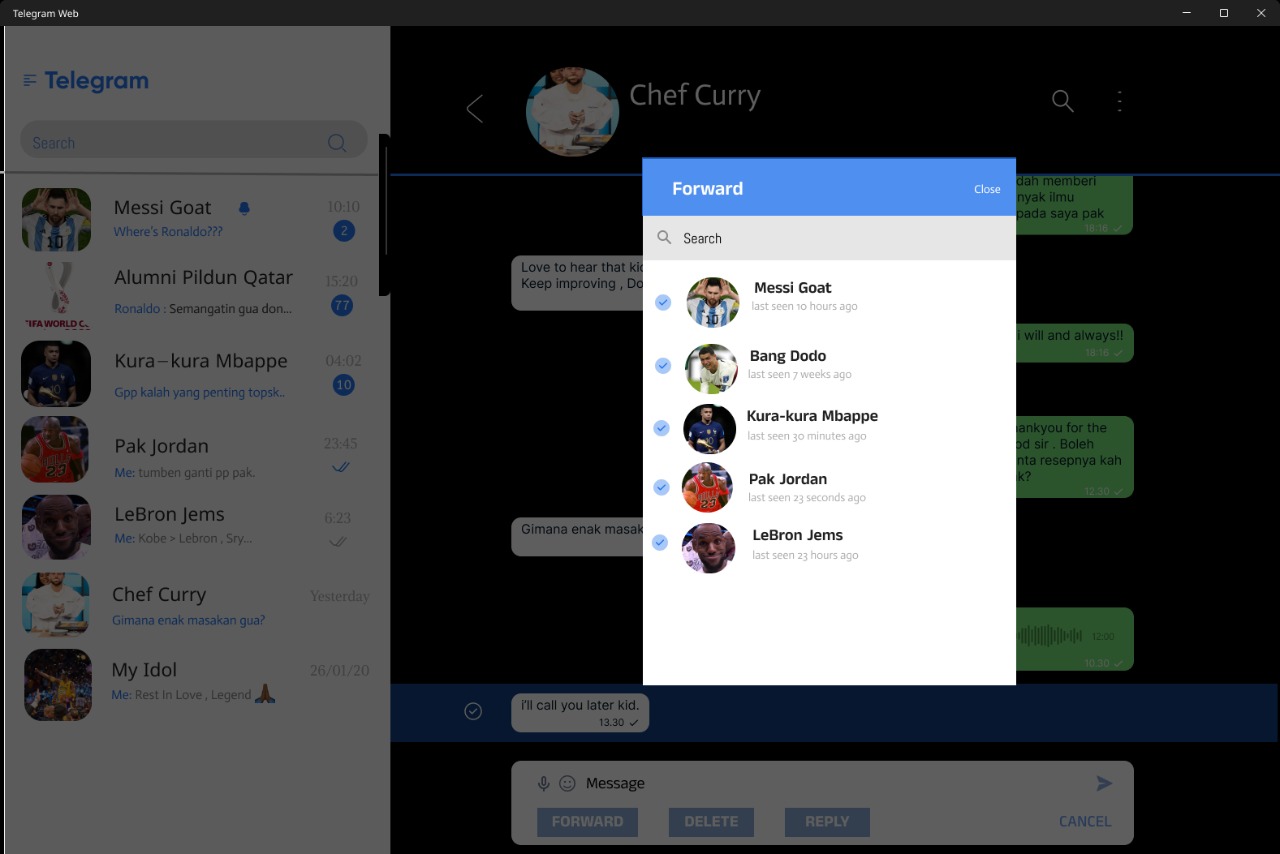 Telegram Web
Telegram
Search
Messi Goat
10:10
Where's Ronaldo???
2
Alumni Pildun Qatar
15:20
Ronaldo : Semangatin gua don...
77
Kura-kura Mbappe
04:02
Gpp kalah yang penting topsk..
10
Pak Jordan
23:45
Me: tumben ganti pp pak.
LeBron Jems
6:23
Me: Kobe > Lebron , Sry...
Chef Curry
Yesterday
Gimana enak masakan gua?
My Idol
26/01/20
Me: Rest In Love , Legend
Chef Curry
dah memberi
nyak ilmu
pada saya pak
18:16
Love to hear that
Keep improving , Do
i will and always!!
18:16
ankyou for the
od sir . Boleh
nta resepnya kah
k?
12.30
Gimana enak masak
12:00
10.30
i'll call you later kid.
13.30
Message
FORWARD
DELETE
REPLY
CANCEL
Forward
Close
Search
Messi Goat
last seen 10 hours ago
Bang Dodo
last seen 7 weeks ago
Kura-kura Mbappe
last seen 30 minutes ago
Pak Jordan
last seen 23 seconds ago
LeBron Jems
last seen 23 hours ago